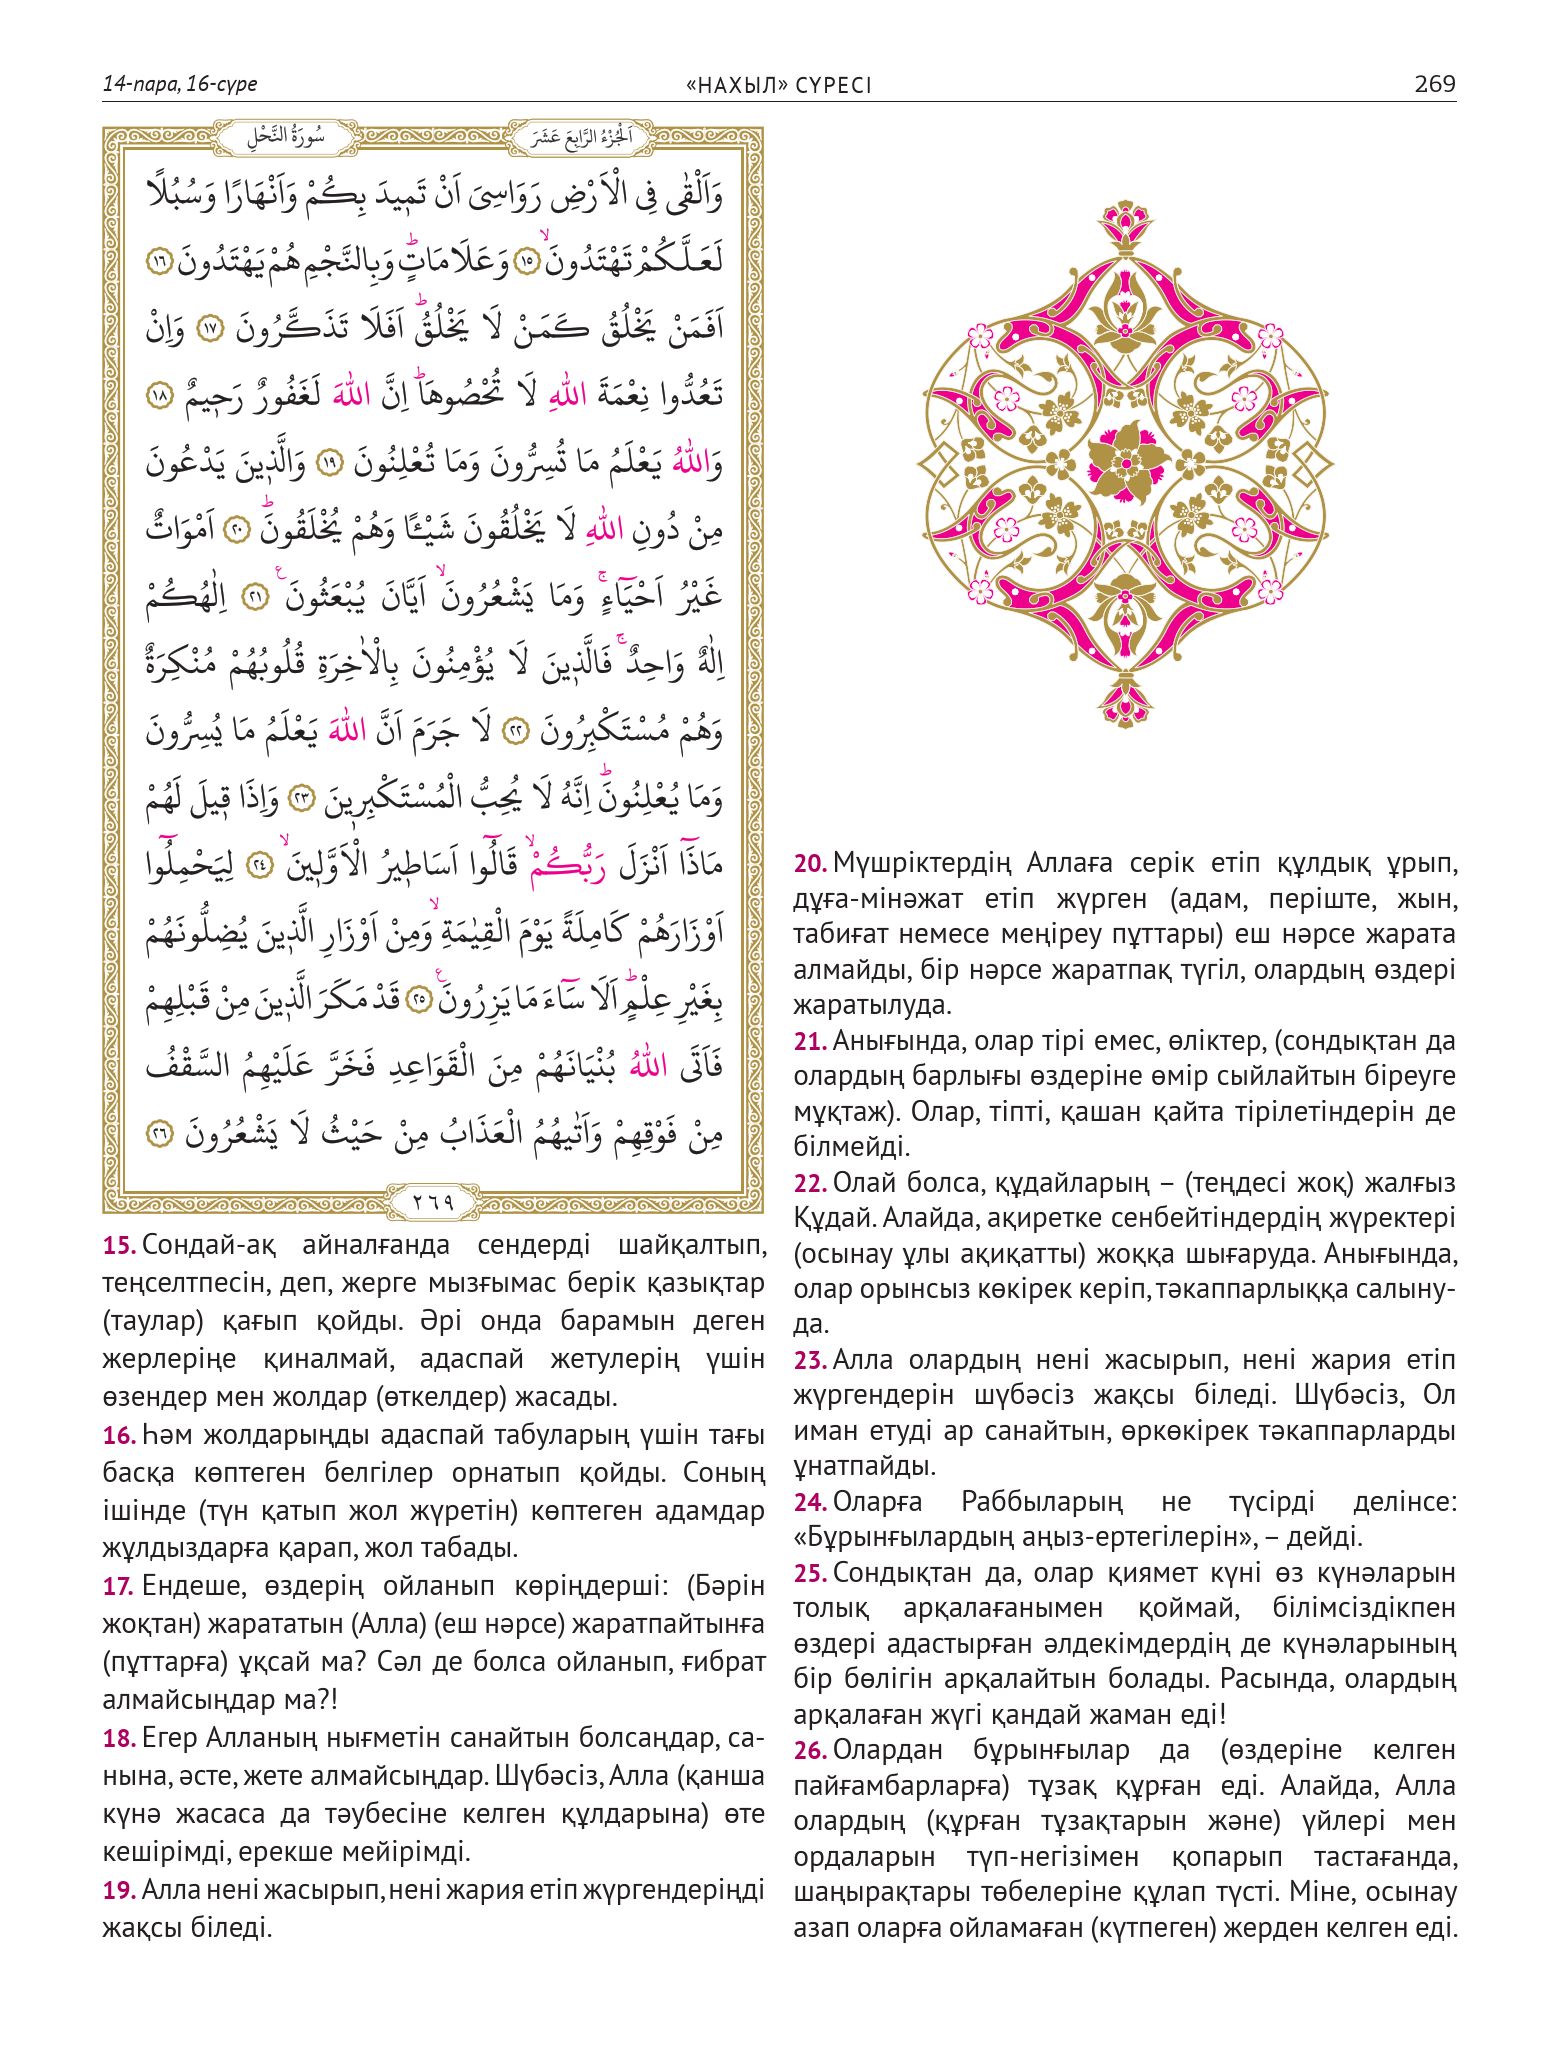 14-пара, 16-сүре
«НАХЫЛ» СҮРЕСІ
269
سُورَةُ النَّحْلِ
اَلْجُزْءُ الرَّابِعَ عَشَرَ
وَاَلْقٰى فِى الْاَرْضِ رَوَاسِىَ اَنْ تَمٖيدَ بِكُمْ وَاَنْهَارًا وَسُبُلًا
لَعَلَّكُمْ تَهْتَدُونَۙ ﴿١٥﴾ وَعَلَامَاتٍؕ وَبِالنَّجْمِ هُمْ يَهْتَدُونَ ﴿١٦﴾
اَفَمَنْ يَخْلُقُ كَمَنْ لَا يَخْلُقُؕ اَفَلَا تَذَكَّرُونَ ﴿١٧﴾ وَاِنْ
تَعُدُّوا نِعْمَةَ اللّٰهِ لَا تُحْصُوهَاؕ اِنَّ اللّٰهَ لَغَفُورٌ رَحٖيمٌ ﴿١٨﴾
وَاللّٰهُ يَعْلَمُ مَا تُسِرُّونَ وَمَا تُعْلِنُونَ ﴿١٩﴾ وَالَّذٖينَ يَدْعُونَ
مِنْ دُونِ اللّٰهِ لَا يَخْلُقُونَ شَيْـًٔا وَهُمْ يُخْلَقُونَؕ ﴿٢٠﴾ اَمْوَاتٌ
غَيْرُ اَحْيَٓاءٍۚ وَمَا يَشْعُرُونَۙ اَيَّانَ يُبْعَثُونَࣖ ﴿٢١﴾ اِلٰهُكُمْ
اِلٰهٌ وَاحِدٌۚ فَالَّذٖينَ لَا يُؤْمِنُونَ بِالْاٰخِرَةِ قُلُوبُهُمْ مُنْكِرَةٌ
وَهُمْ مُسْتَكْبِرُونَ ﴿٢٢﴾ لَا جَرَمَ اَنَّ اللّٰهَ يَعْلَمُ مَا يُسِرُّونَ
وَمَا يُعْلِنُونَؕ اِنَّهُ لَا يُحِبُّ الْمُسْتَكْبِرٖينَ ﴿٢٣﴾ وَاِذَا قٖيلَ لَهُمْ
مَاذَٓا اَنْزَلَ رَبُّكُمْۙ قَالُٓوا اَسَاطٖيرُ الْاَوَّلٖينَۙ ﴿٢٤﴾ لِيَحْمِلُٓوا
اَوْزَارَهُمْ كَامِلَةً يَوْمَ الْقِيٰمَةِۙ وَمِنْ اَوْزَارِ الَّذٖينَ يُضِلُّونَهُمْ
بِغَيْرِ عِلْمٍؕ اَلَا سَٓاءَ مَا يَزِرُونَࣖ ﴿٢٥﴾ قَدْ مَكَرَ الَّذٖينَ مِنْ قَبْلِهِمْ
فَاَتَى اللّٰهُ بُنْيَانَهُمْ مِنَ الْقَوَاعِدِ فَخَرَّ عَلَيْهِمُ السَّقْفُ
مِنْ فَوْقِهِمْ وَاَتٰيهُمُ الْعَذَابُ مِنْ حَيْثُ لَا يَشْعُرُونَ ﴿٢٦﴾
٢٦٩
15. Сондай-ақ айналғанда сендерді шайқалтып,
теңселтпесін, деп, жерге мызғымас берік қазықтар
(таулар) қағып қойды. Әрі онда барамын деген
жерлеріңе қиналмай, адаспай жетулерің үшін
өзендер мен жолдар (өткелдер) жасады.
16. Һәм жолдарыңды адаспай табуларың үшін тағы
басқа көптеген белгілер орнатып қойды. Соның
ішінде (түн қатып жол жүретін) көптеген адамдар
жұлдыздарға қарап, жол табады.
17. Ендеше, өздерің ойланып көріңдерші: (Бәрін
жоқтан) жарататын (Алла) (еш нәрсе) жаратпайтынға
(пұттарға) ұқсай ма? Сәл де болса ойланып, ғибрат
алмайсыңдар ма?!
18. Егер Алланың нығметін санайтын болсаңдар, са-
нына, әсте, жете алмайсыңдар. Шүбәсіз, Алла (қанша
күнә жасаса да тәубесіне келген құлдарына) өте
кешірімді, ерекше мейірімді.
19. Алла нені жасырып, нені жария етіп жүргендеріңді
жақсы біледі.
20. Мүшріктердің Аллаға серік етіп құлдық ұрып,
дұға-мінәжат етіп жүрген (адам, періште, жын,
табиғат немесе меңіреу пұттары) еш нәрсе жарата
алмайды, бір нәрсе жаратпақ түгіл, олардың өздері
жаратылуда.
21. Анығында, олар тірі емес, өліктер, (сондықтан да
олардың барлығы өздеріне өмір сыйлайтын біреуге
мұқтаж). Олар, тіпті, қашан қайта тірілетіндерін де
білмейді.
22. Олай болса, құдайларың – (теңдесі жоқ) жалғыз
Құдай. Алайда, ақиретке сенбейтіндердің жүректері
(осынау ұлы ақиқатты) жоққа шығаруда. Анығында,
олар орынсыз көкірек керіп, тәкаппарлыққа салыну-
да.
23. Алла олардың нені жасырып, нені жария етіп
жүргендерін шүбәсіз жақсы біледі. Шүбәсіз, Ол
иман етуді ар санайтын, өркөкірек тәкаппарларды
ұнатпайды.
24. Оларға Раббыларың не түсірді делінсе:
«Бұрынғылардың аңыз-ертегілерін», – дейді.
25. Сондықтан да, олар қиямет күні өз күнәларын
толық арқалағанымен қоймай, білімсіздікпен
өздері адастырған әлдекімдердің де күнәларының
бір бөлігін арқалайтын болады. Расында, олардың
арқалаған жүгі қандай жаман еді!
26. Олардан бұрынғылар да (өздеріне келген
пайғамбарларға) тұзақ құрған еді. Алайда, Алла
олардың (құрған тұзақтарын және) үйлері мен
ордаларын түп-негізімен қопарып тастағанда,
шаңырақтары төбелеріне құлап түсті. Міне, осынау
азап оларға ойламаған (күтпеген) жерден келген еді.